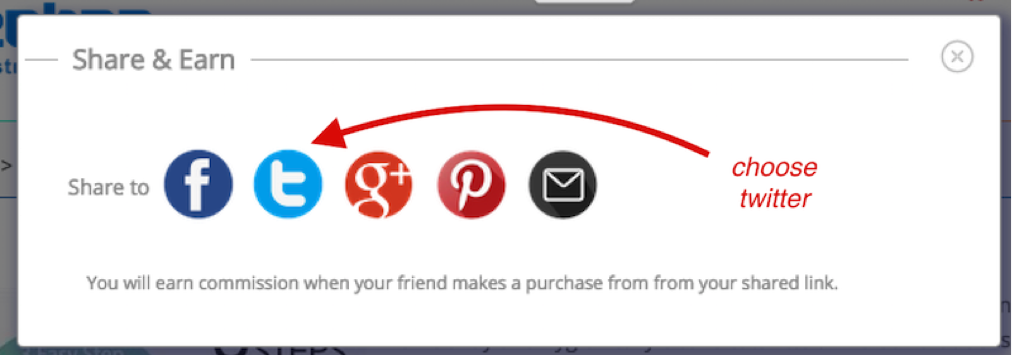 Share & Earn
Share to
choose
twitter
You will earn commission when your friend makes a purchase from from your shared link.
STEPS